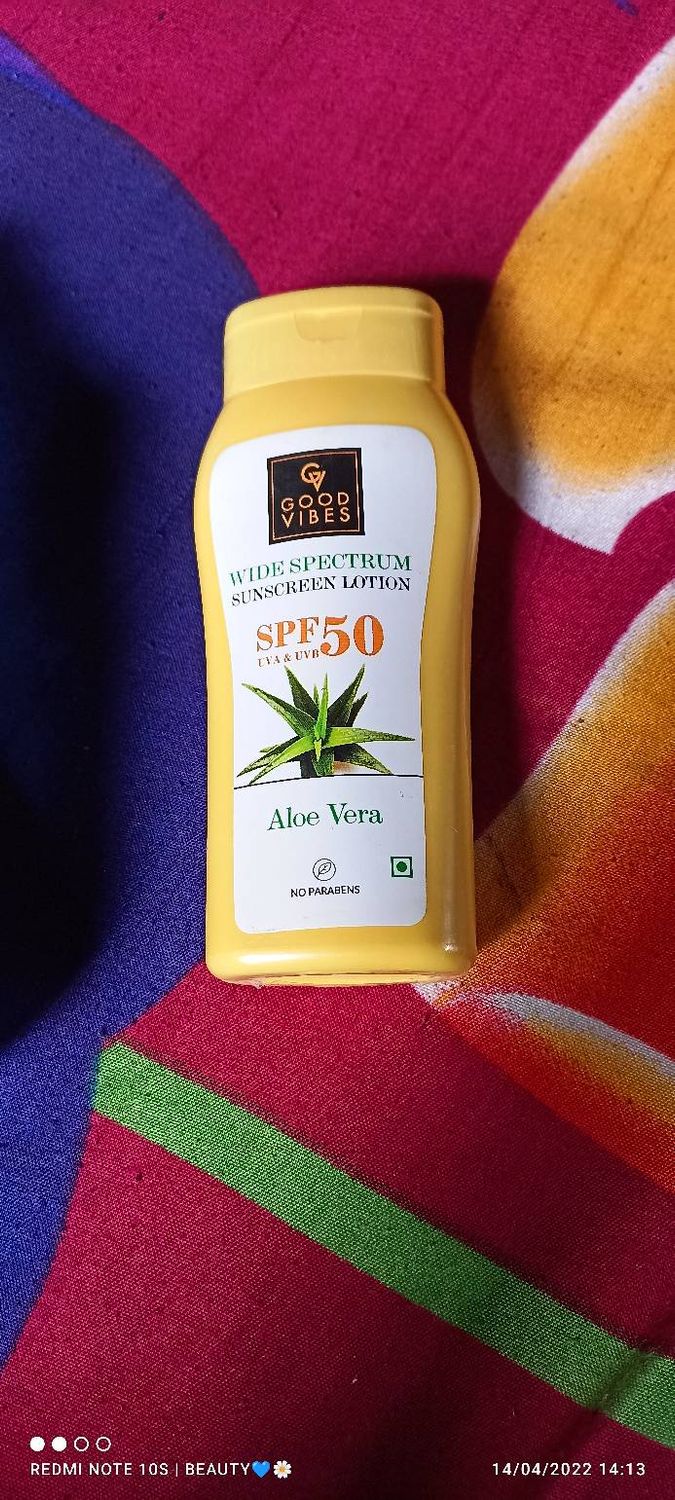 GV
GOOD
VIBES
WIDE SPECTRUM
SUNSCREEN LOTION
SPF50
UVA & UVB
Aloe Vera
NO PARABENS
REDMI NOTE 10S | BEAUTY💙🌼
14/04/2022 14:13